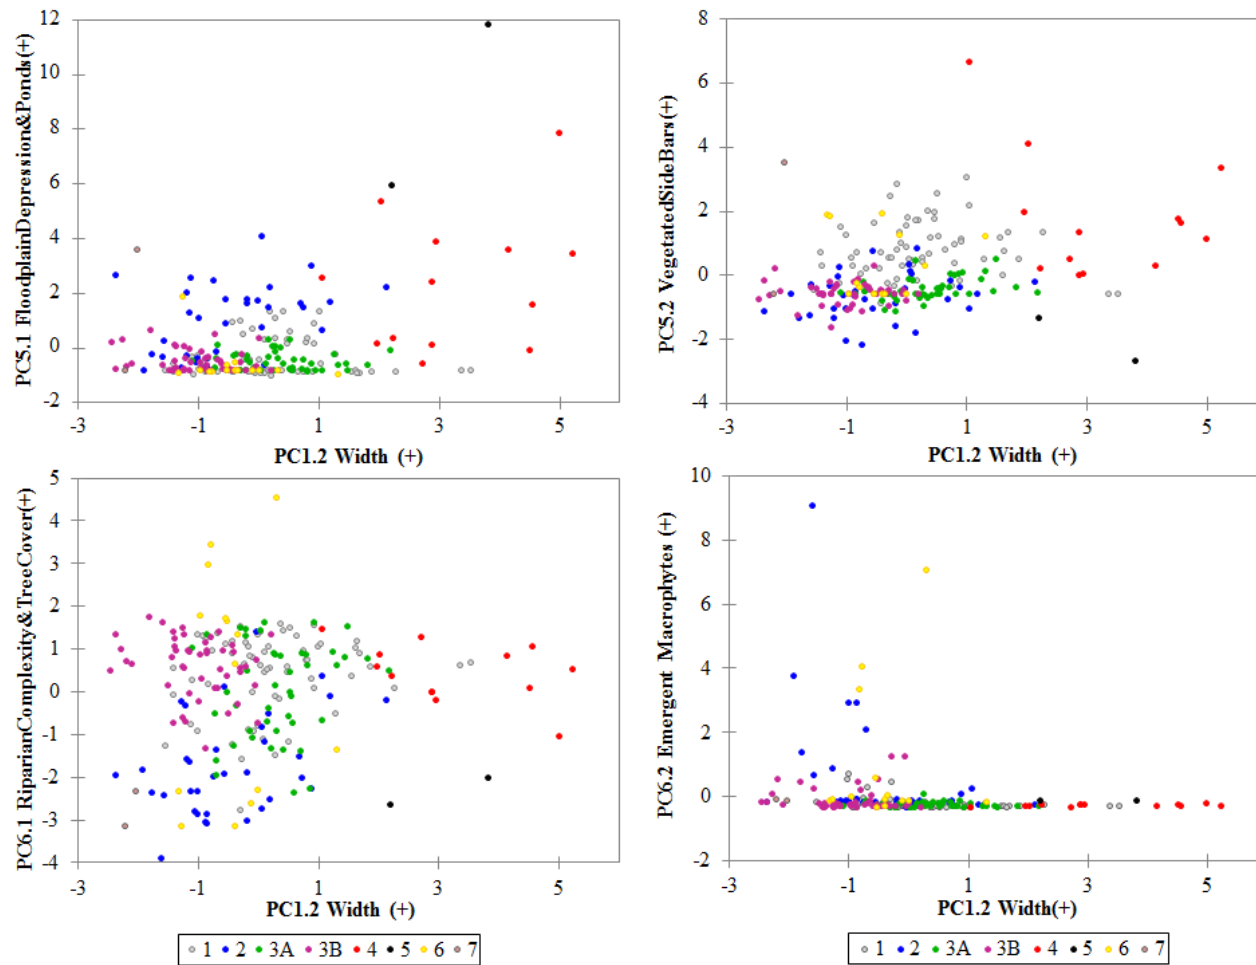 12
10
8
6
4
2
0
-2
-3 -1 1 3 5
PC5.1 FloodplainDepression&Ponds(+)
PC1.2 Width (+)
8
6
4
2
0
-2
-4
-3 -1 1 3 5
PC5.2 VegetatedSideBars(+)
PC1.2 Width (+)
5
4
3
2
1
0
-1
-2
-3
-4
-3 -1 1 3 5
PC6.1 RiparianComplexity&TreeCover(+)
PC1.2 Width (+)
1 2 3A 3B 4 5 6 7
10
8
6
4
2
0
-2
-3 -1 1 3 5
PC6.2 Emergent Macrophytes (+)
PC1.2 Width(+)
1 2 3A 3B 4 5 6 7